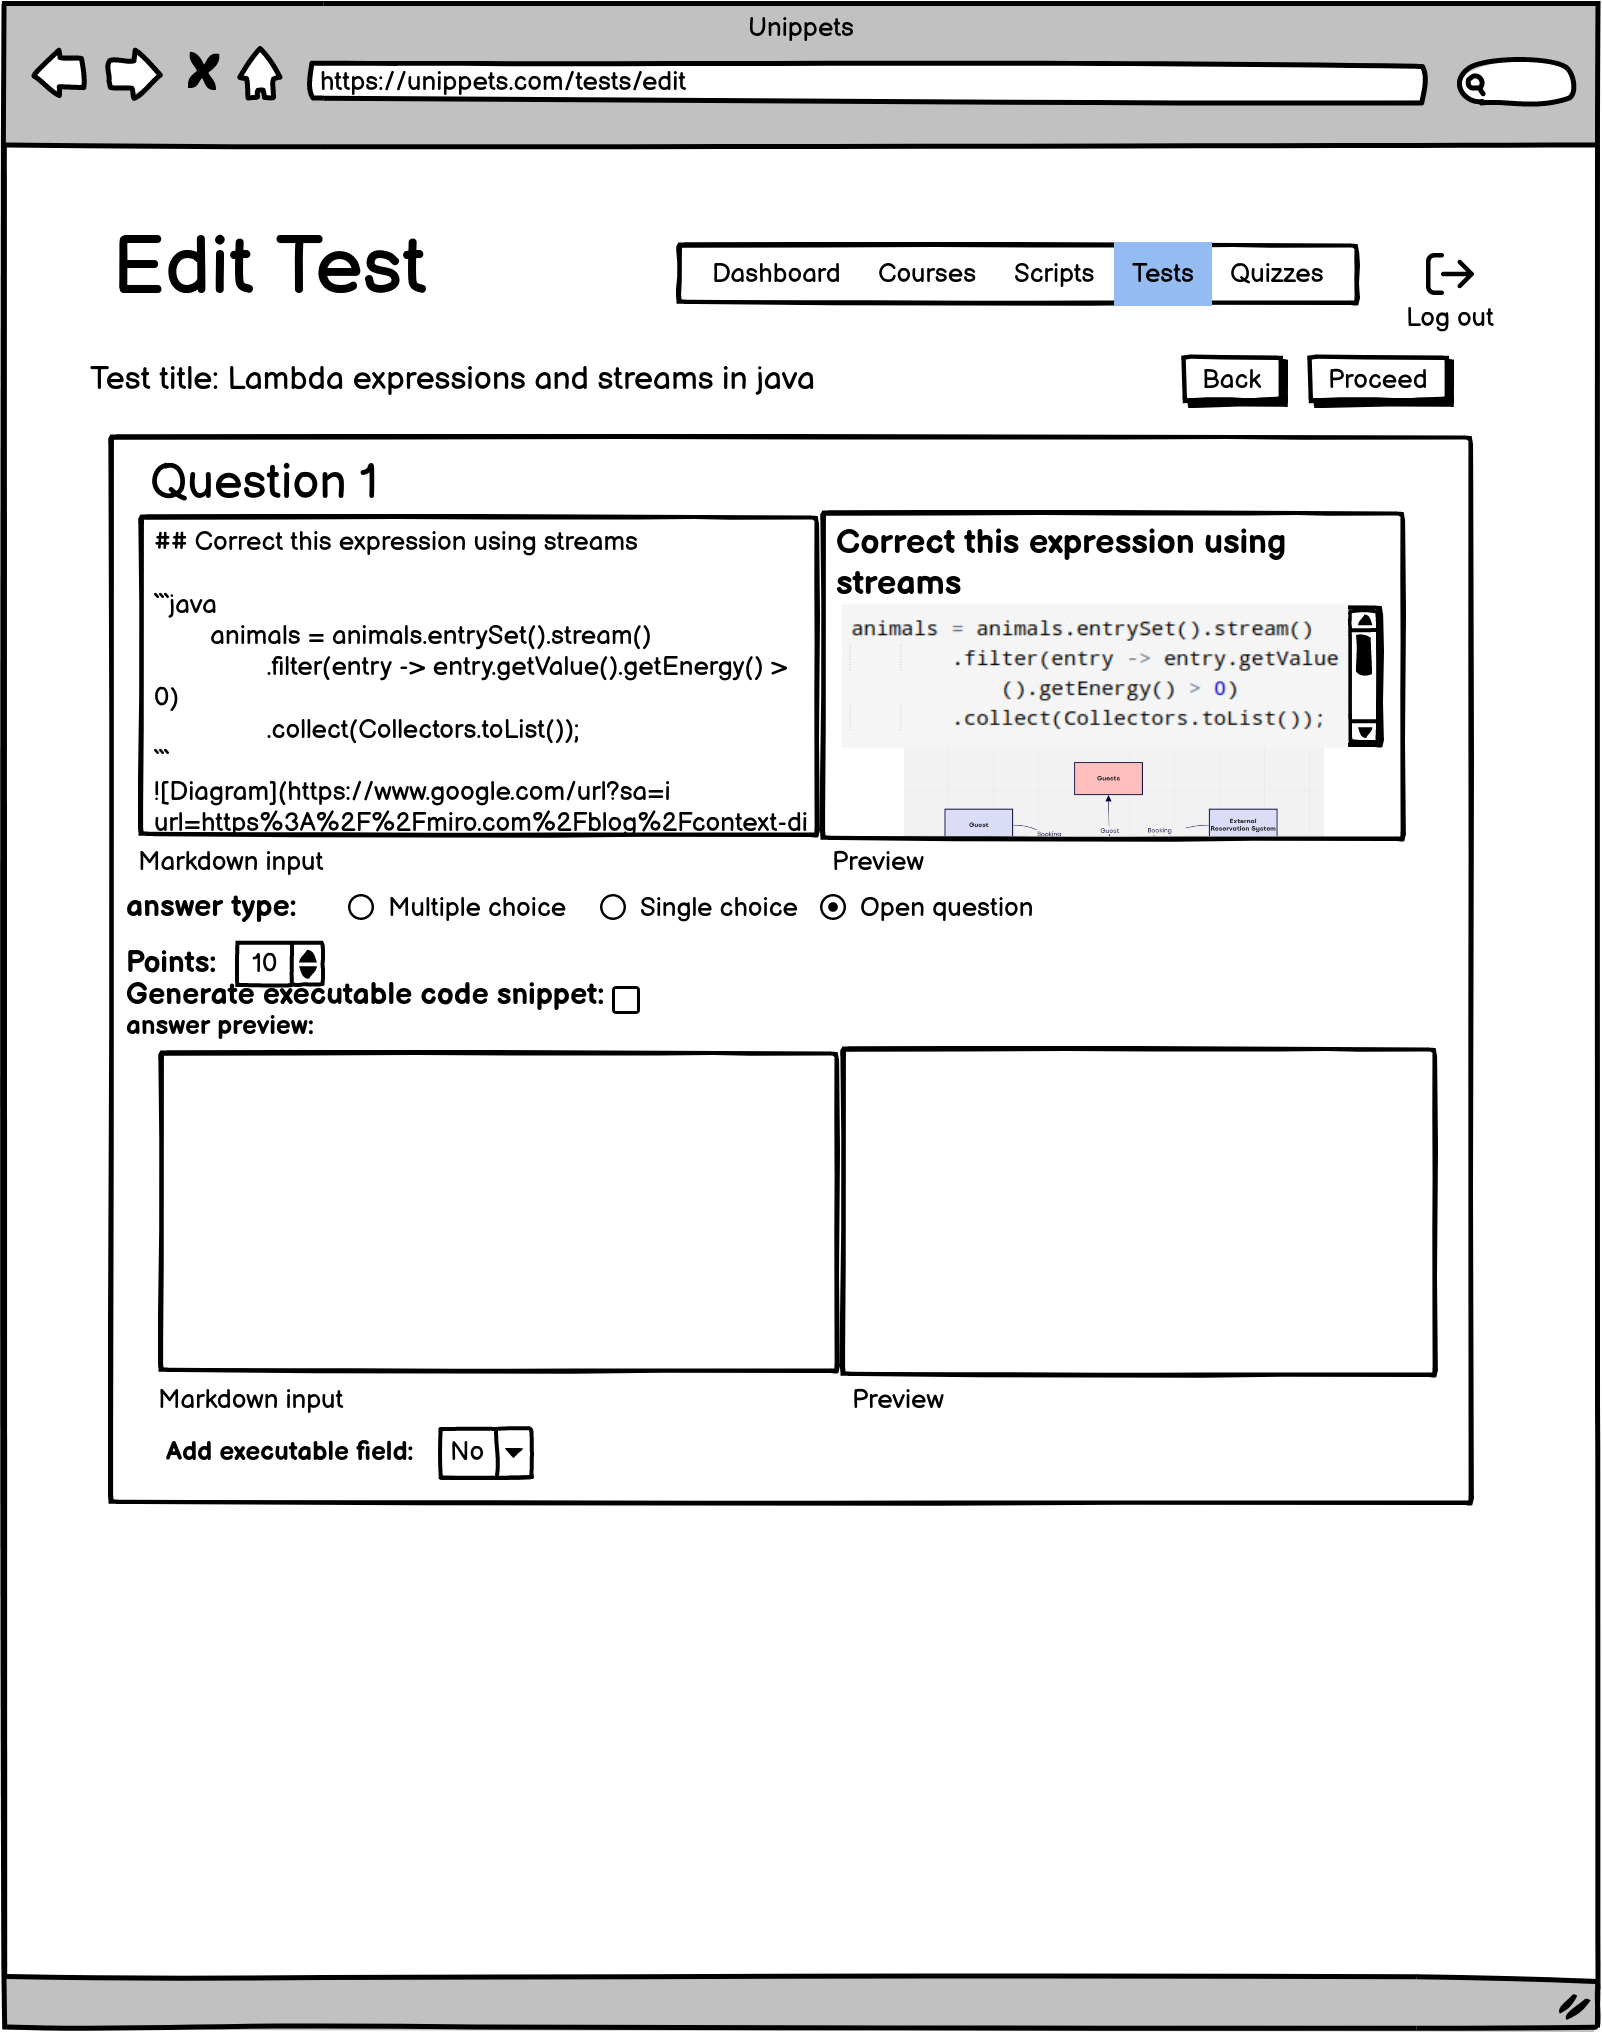 Unippets
https://unippets.com/tests/edit
Edit Test
Dashboard Courses Scripts Tests Quizzes
Log out
Test title: Lambda expressions and streams in java
Back Proceed
Question 1
## Correct this expression using streams
```java
animals = animals.entrySet().stream()
.filter(entry -> entry.getValue().getEnergy() >
0)
.collect(Collectors.toList());
```
![Diagram](https://www.google.com/url?sa=i
url=https%3A%2F%2Fmiro.com%2Fblog%2Fcontext-di
Correct this expression using
streams
animals = animals.entrySet().stream()
.filter(entry -> entry.getValue
().getEnergy() > 0)
.collect(Collectors.toList());
Guests
Guest
Booking
Guest
Booking
External
Reservation System
Markdown input
Preview
answer type: Multiple choice Single choice Open question
Points: 10
Generate executable code snippet:
answer preview:
Markdown input
Preview
Add executable field: No